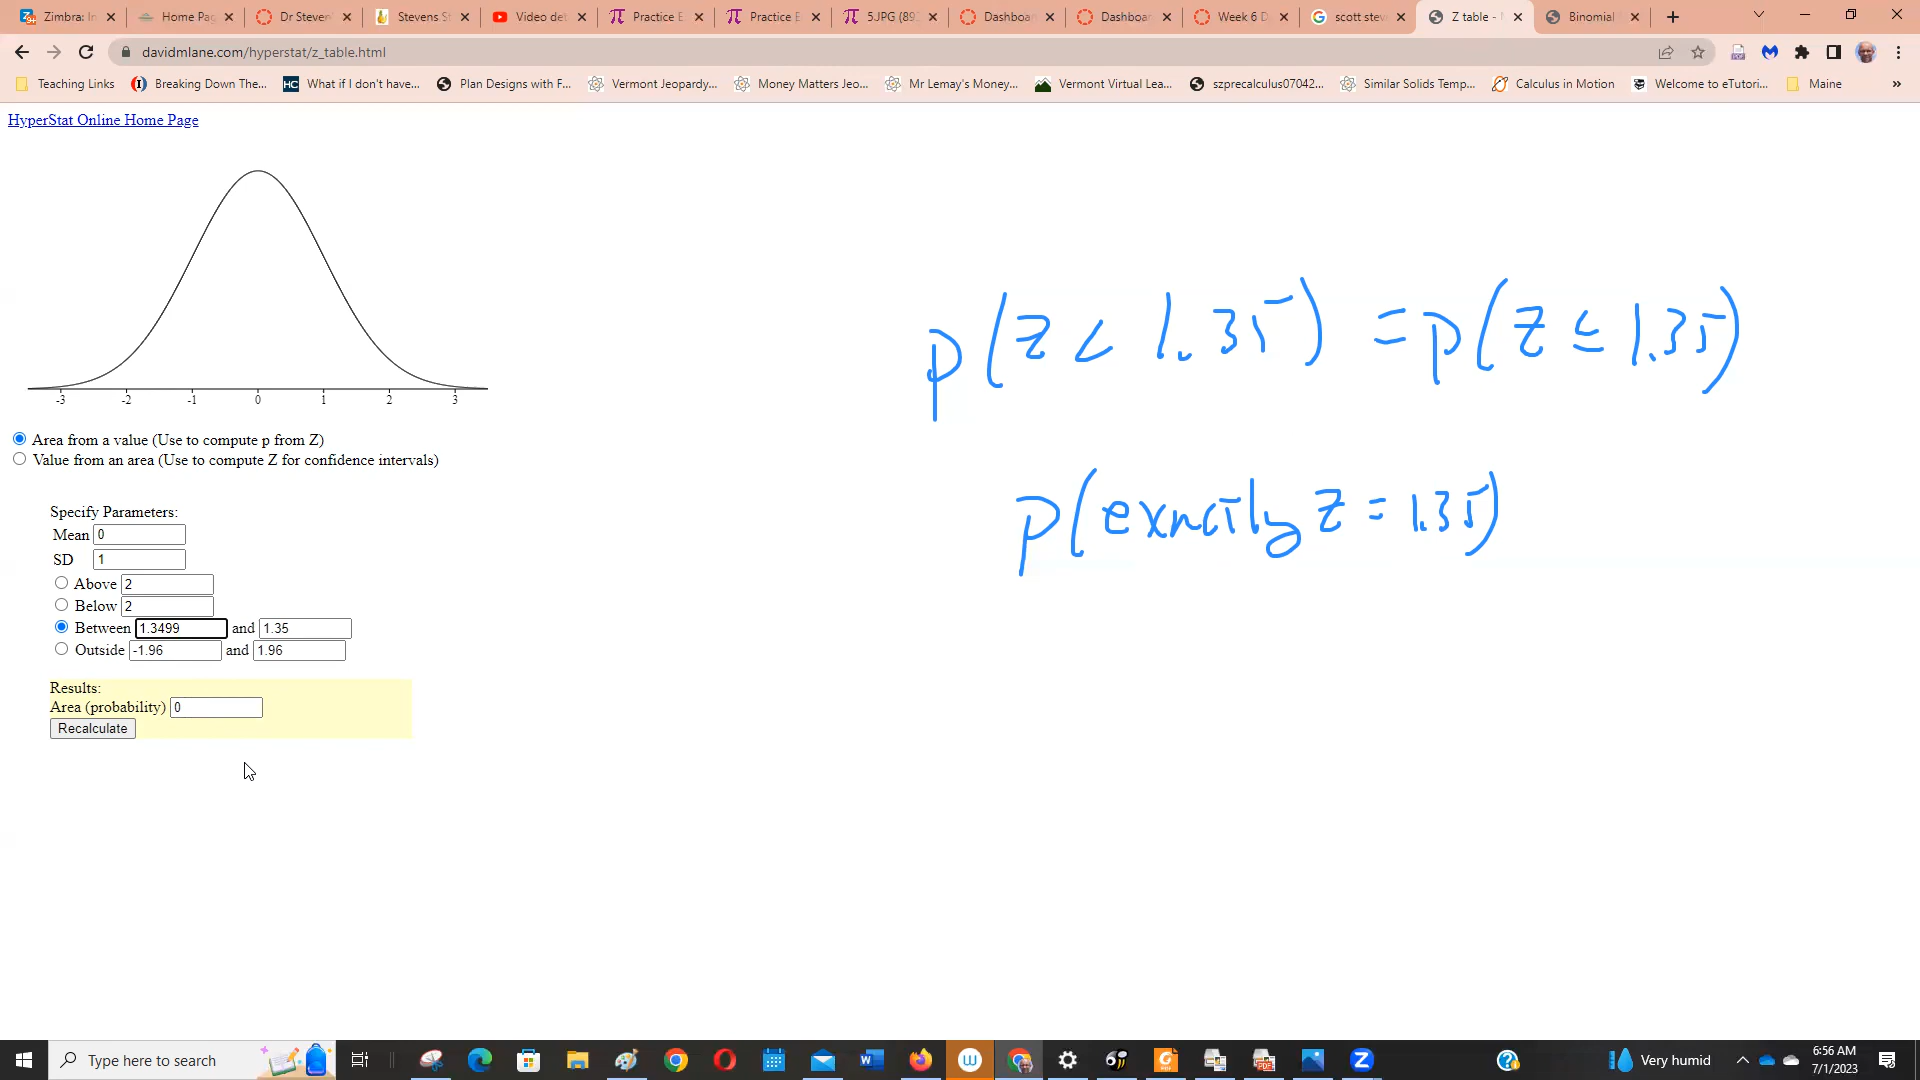 Zimbra: In
Home Pag
Dr Steven'
Stevens St
Video det
Practice E
Practice E
5.JPG (89
Dashboar
Dashboar
Week 6 D
scott stev
Z table -
Binomial
davidmlane.com/hyperstat/z_table.html
Teaching Links
Breaking Down The...
HC What if I don't have...
Plan Designs with F...
Vermont Jeopardy...
Money Matters Jeo...
Mr Lemay's Money...
Vermont Virtual Lea...
szprecalculus07042...
Similar Solids Temp...
Calculus in Motion
Welcome to eTutori...
Maine
»
HyperStat Online Home Page
-3 -2 -1 0 1 2 3
p(z < 1.35) = p(z ≤ 1.35)
Area from a value (Use to compute p from Z)
Value from an area (Use to compute Z for confidence intervals)
p(exactly z = 1.35)
Specify Parameters:
Mean 0
SD 1
Above 2
Below 2
Between 1.3499 and 1.35
Outside -1.96 and 1.96
Results:
Area (probability) 0
Recalculate
Type here to search
Very humid
6:56 AM
7/1/2023